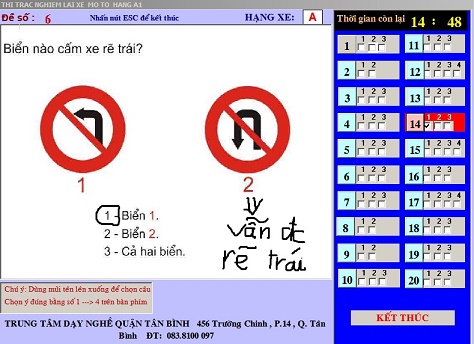 THI TRAC NGHIEM LAI XE MO TO HANG A1
Đề số : 6
Nhấn nút ESC để kết thúc
HẠNG XE: A
Thời gian còn lại 14 : 48
Biển nào cấm xe rẽ trái?
1 2
1 - Biển 1.
2 - Biển 2.
3 - Cả hai biển.
vẫn đc
rẽ trái
1 1 2 3
2 1 2
3 1 2 3
4 1 2 3
5 1 2 3
6 1 2
7 1 2 3
8 1 2
9 1 2 3
10 1 2 3
11 1 2 3
12 1 2 3 4
13 1 2 3
14 1 2 3
15 1 2 3 4
16 1 2 3
17 1 2 3
18 1 2
19 1 2 3
20 1 2 3
Chú ý: Dùng mũi tên lên xuống để chọn câu
Chọn ý đúng bằng số 1 ---> 4 trên bàn phím
KẾT THÚC
TRUNG TÂM DẠY NGHỀ QUẬN TÂN BÌNH 456 Trường Chinh , P.14 , Q. Tân
Bình ĐT: 083.8100 097